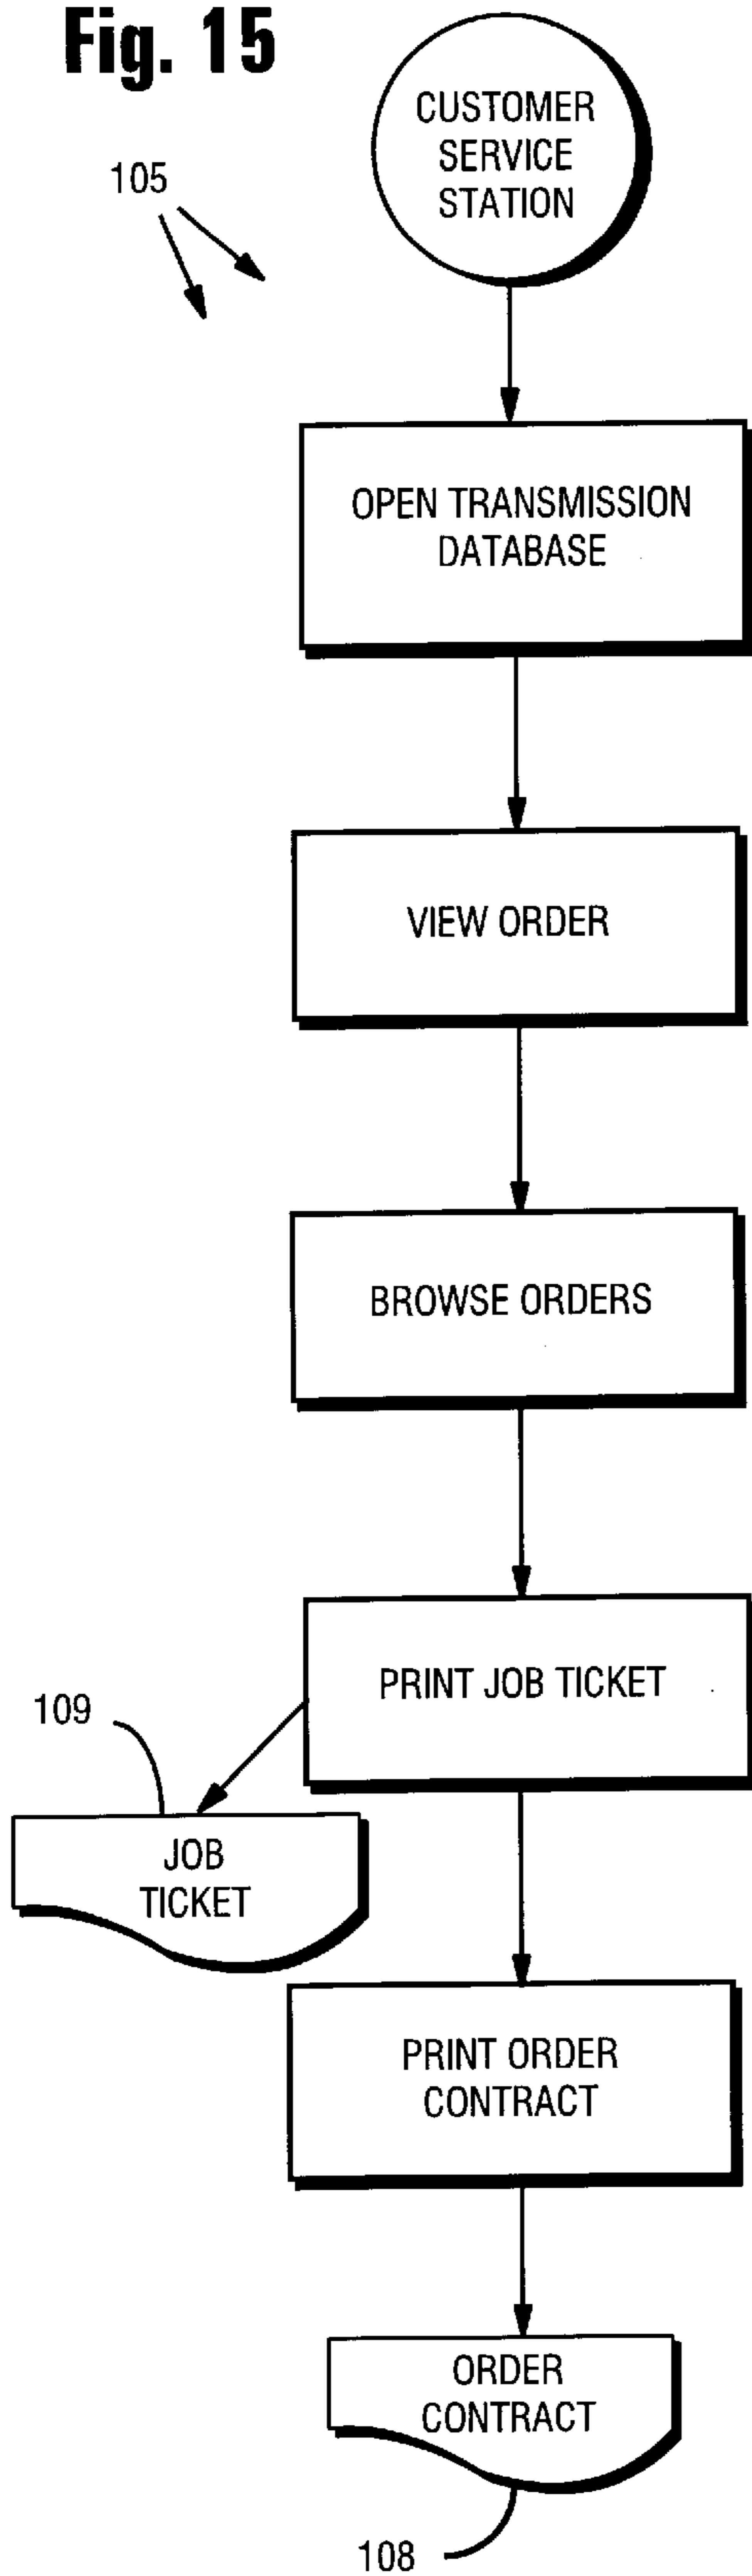 Fig. 15
CUSTOMER
SERVICE
STATION
105
OPEN TRANSMISSION
DATABASE
VIEW ORDER
BROWSE ORDERS
PRINT JOB TICKET
109
JOB
TICKET
PRINT ORDER
CONTRACT
ORDER
CONTRACT
108